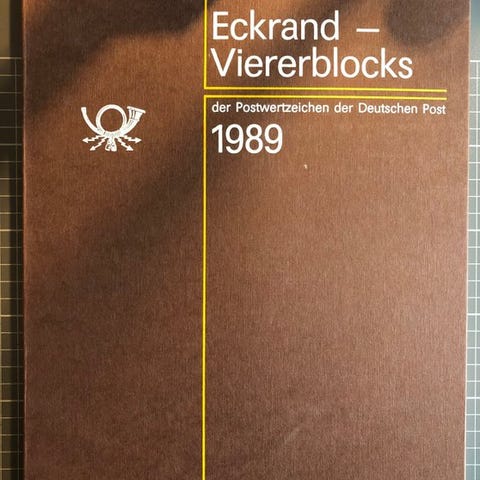 Eckrand –
Viererblocks
der Postwertzeichen der Deutschen Post
1989